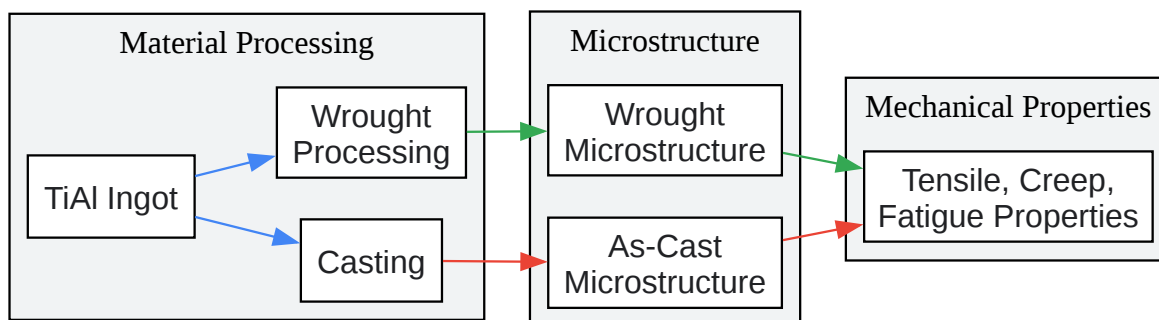 Material Processing
TiAl Ingot
Wrought
Processing
Casting
Microstructure
Wrought
Microstructure
As-Cast
Microstructure
Mechanical Properties
Tensile, Creep,
Fatigue Properties